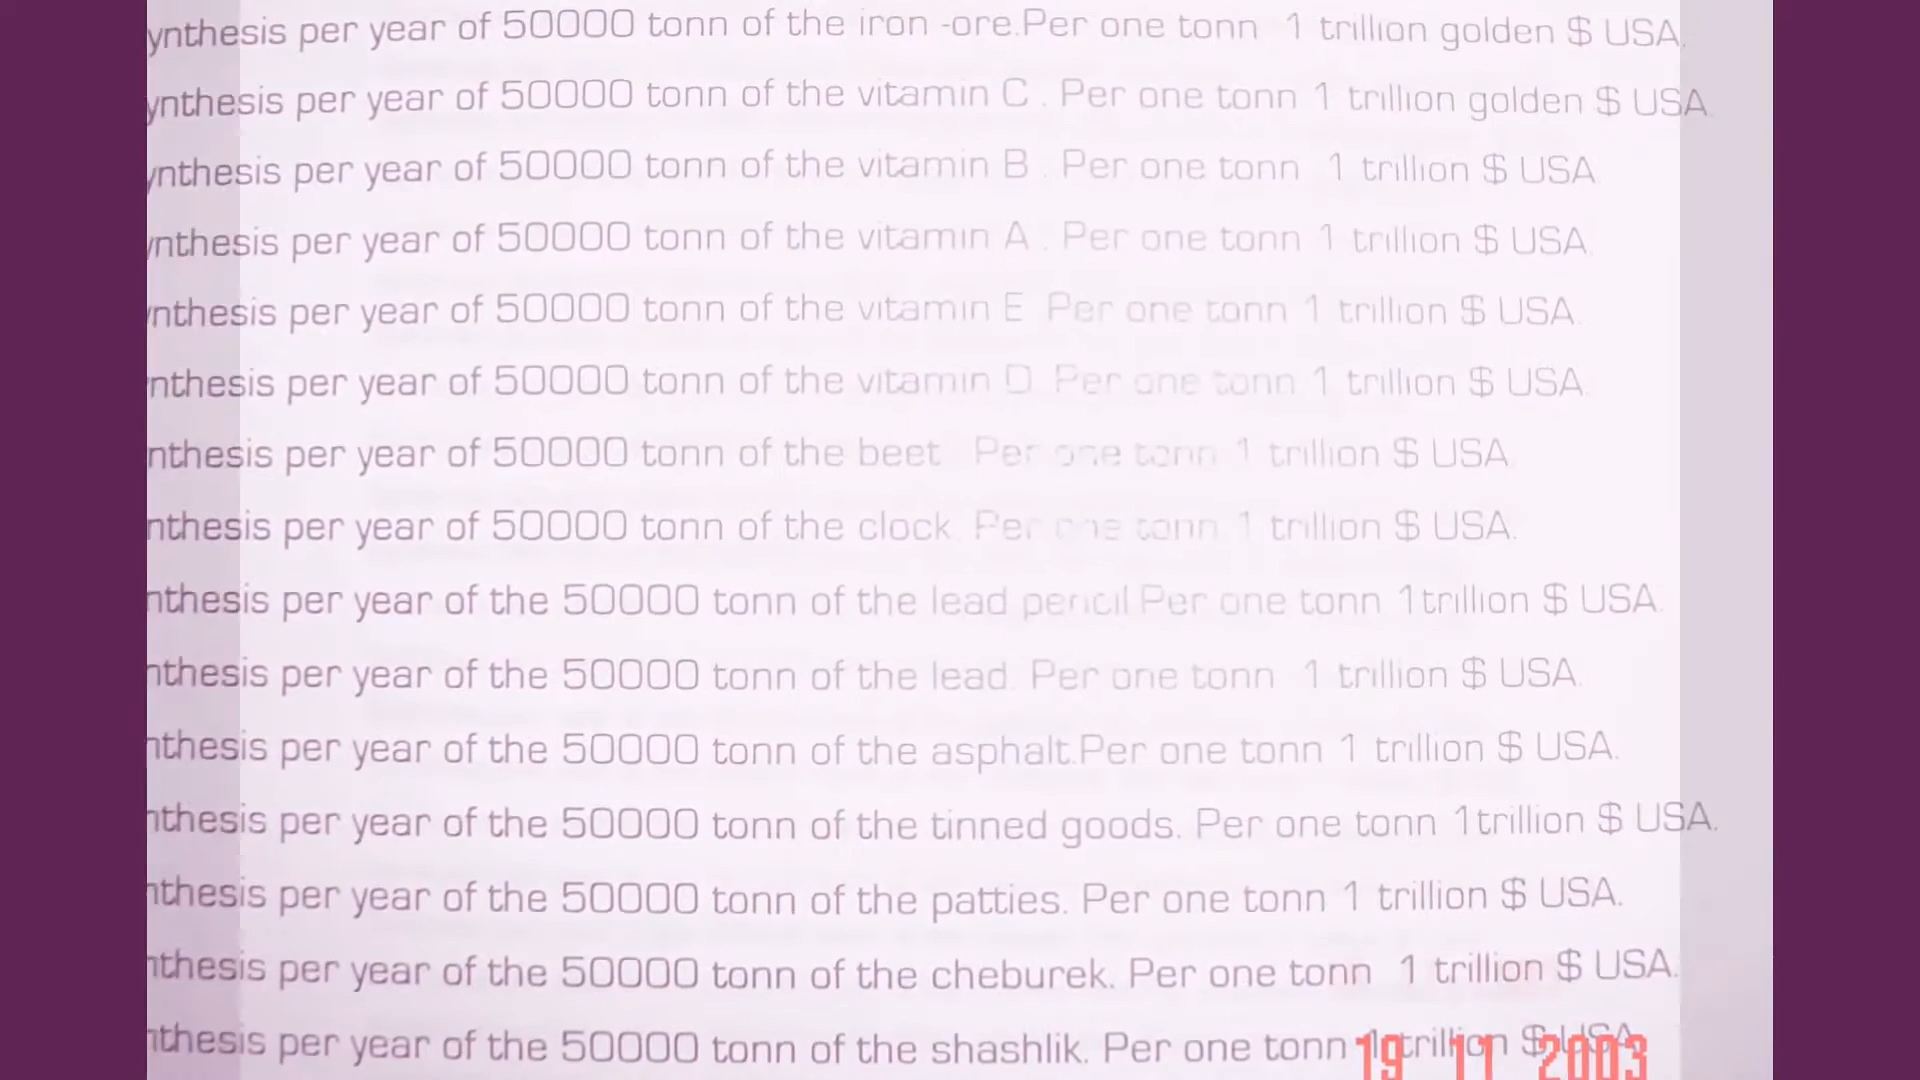 ynthesis per year of 50000 tonn of the iron -ore.Per one tonn 1 trillion golden $ USA.
ynthesis per year of 50000 tonn of the vitamin C . Per one tonn 1 trillion golden $ USA
ynthesis per year of 50000 tonn of the vitamin B . Per one tonn 1 trillion $ USA
ynthesis per year of 50000 tonn of the vitamin A . Per one tonn 1 trillion $ USA.
ynthesis per year of 50000 tonn of the vitamin E Per one tonn 1 trillion $ USA.
nthesis per year of 50000 tonn of the vitamin D. Per one tonn 1 trillion $ USA.
nthesis per year of 50000 tonn of the beet . Per one tonn 1 trillion $ USA.
nthesis per year of 50000 tonn of the clock. Per one tonn 1 trillion $ USA.
nthesis per year of the 50000 tonn of the lead pencil.Per one tonn 1trillion $ USA.
nthesis per year of the 50000 tonn of the lead. Per one tonn 1 trillion $ USA.
nthesis per year of the 50000 tonn of the asphalt.Per one tonn 1 trillion $ USA.
nthesis per year of the 50000 tonn of the tinned goods. Per one tonn 1trillion $ USA.
nthesis per year of the 50000 tonn of the patties. Per one tonn 1 trillion $ USA.
nthesis per year of the 50000 tonn of the cheburek. Per one tonn 1 trillion $ USA.
nthesis per year of the 50000 tonn of the shashlik. Per one tonn 1 trillion $ USA.
19 11 2003